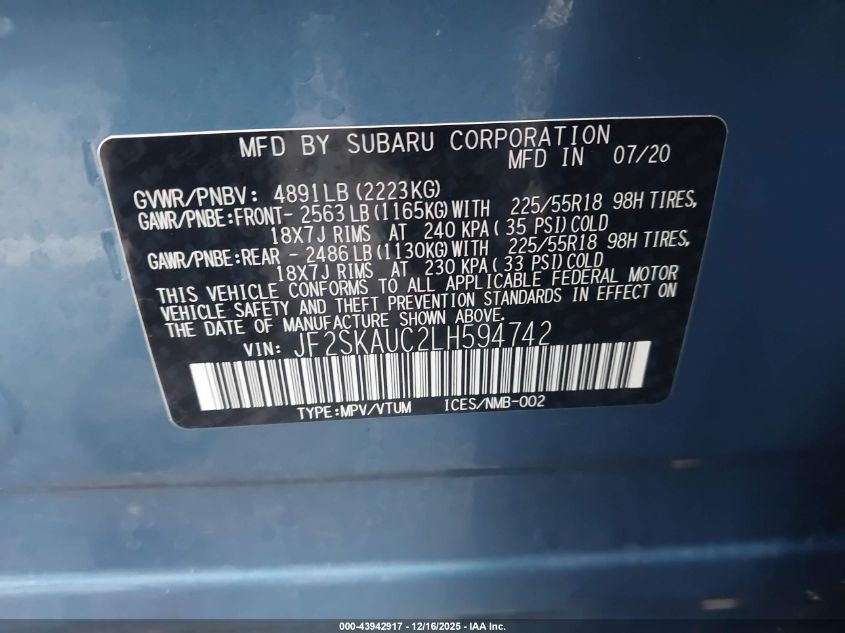 MFD BY SUBARU CORPORATION
MFD IN 07/20
GVWR/PNBV: 4891LB (2223KG)
GAWR/PNBE:FRONT- 2563LB (1165KG) WITH 225/55R18 98H TIRES,
18X7J RIMS AT 240 KPA ( 35 PSI) COLD
GAWR/PNBE:REAR - 2486LB (1130KG) WITH 225/55R18 98H TIRES,
18X7J RIMS AT 230 KPA ( 33 PSI) COLD
THIS VEHICLE CONFORMS TO ALL APPLICABLE FEDERAL MOTOR
VEHICLE SAFETY AND THEFT PREVENTION STANDARDS IN EFFECT ON
THE DATE OF MANUFACTURE SHOWN ABOVE.
VIN: JF2SKAUC2LH594742
TYPE:MPV/VTUM ICES/NMB-002
000-43942917 - 12/16/2025 - IAA Inc.